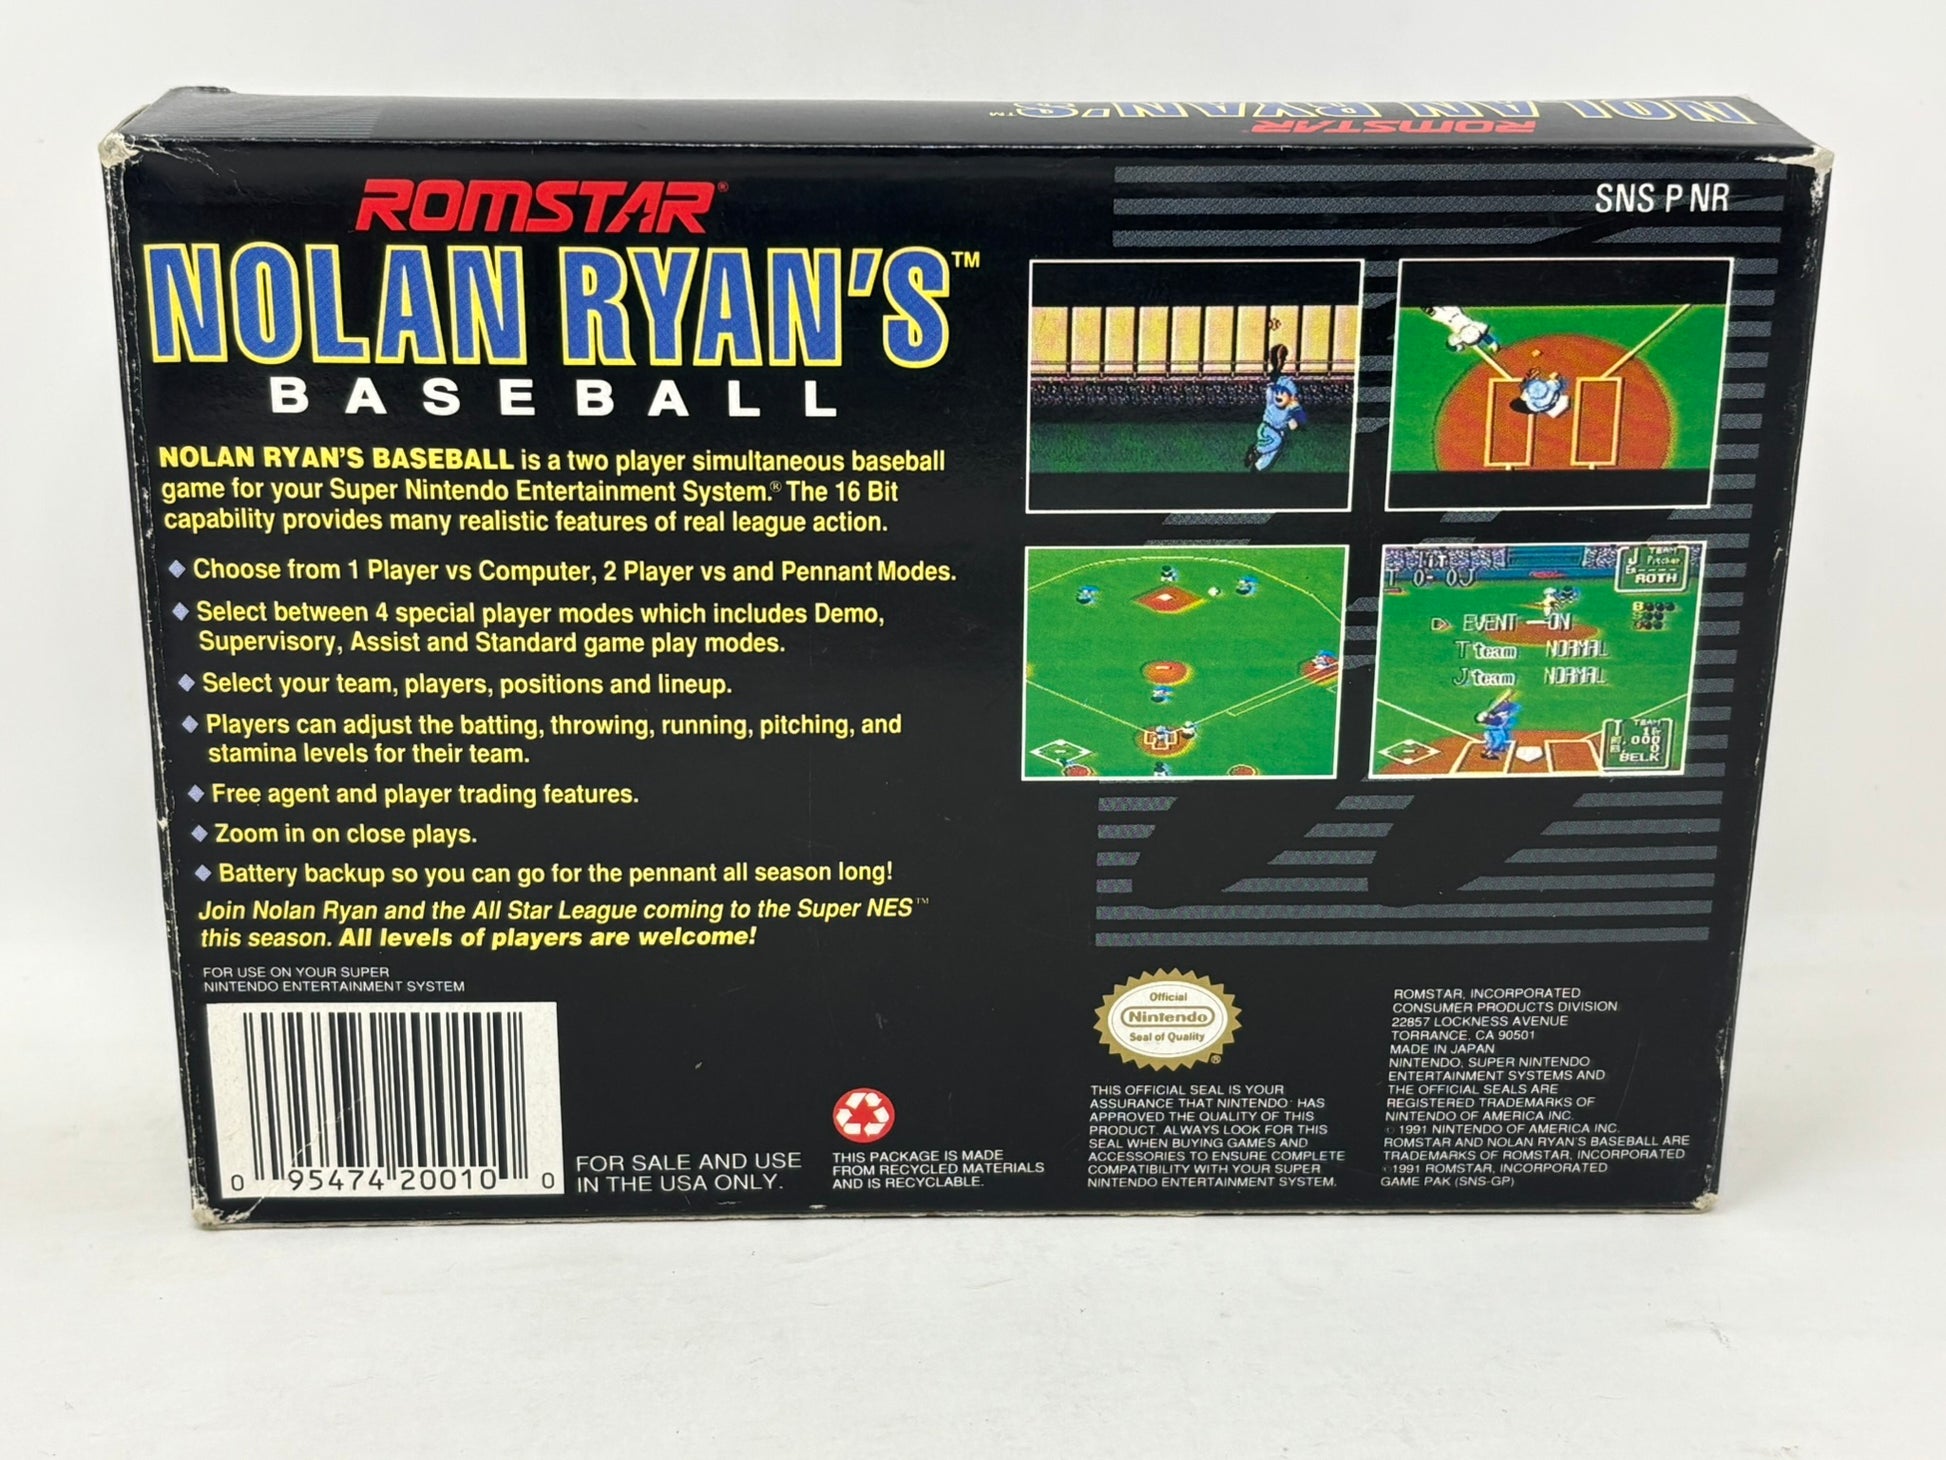 NOLAN RYAN'S™
ROMSTAR
ROMSTAR®
NOLAN RYAN'S™
BASEBALL
SNS P NR
NOLAN RYAN'S BASEBALL is a two player simultaneous baseball
game for your Super Nintendo Entertainment System.® The 16 Bit
capability provides many realistic features of real league action.
◆ Choose from 1 Player vs Computer, 2 Player vs and Pennant Modes.
◆ Select between 4 special player modes which includes Demo,
Supervisory, Assist and Standard game play modes.
◆ Select your team, players, positions and lineup.
◆ Players can adjust the batting, throwing, running, pitching, and
stamina levels for their team.
◆ Free agent and player trading features.
◆ Zoom in on close plays.
◆ Battery backup so you can go for the pennant all season long!
Join Nolan Ryan and the All Star League coming to the Super NES™
this season. All levels of players are welcome!
TEAM
J Pitcher
ROTH
EVENT —ON
T team NORMAL
J team NORMAL
TEAM
BELK
FOR USE ON YOUR SUPER
NINTENDO ENTERTAINMENT SYSTEM
0 95474 20010 0
FOR SALE AND USE
IN THE USA ONLY.
THIS PACKAGE IS MADE
FROM RECYCLED MATERIALS
AND IS RECYCLABLE.
Official
Nintendo
Seal of Quality
®
THIS OFFICIAL SEAL IS YOUR
ASSURANCE THAT NINTENDO® HAS
APPROVED THE QUALITY OF THIS
PRODUCT. ALWAYS LOOK FOR THIS
SEAL WHEN BUYING GAMES AND
ACCESSORIES TO ENSURE COMPLETE
COMPATIBILITY WITH YOUR SUPER
NINTENDO ENTERTAINMENT SYSTEM.
ROMSTAR, INCORPORATED
CONSUMER PRODUCTS DIVISION
22857 LOCKNESS AVENUE
TORRANCE, CA 90501
MADE IN JAPAN
NINTENDO, SUPER NINTENDO
ENTERTAINMENT SYSTEMS AND
THE OFFICIAL SEALS ARE
REGISTERED TRADEMARKS OF
NINTENDO OF AMERICA INC.
© 1991 NINTENDO OF AMERICA INC.
ROMSTAR AND NOLAN RYAN'S BASEBALL ARE
TRADEMARKS OF ROMSTAR, INCORPORATED
©1991 ROMSTAR, INCORPORATED
GAME PAK (SNS-GP)